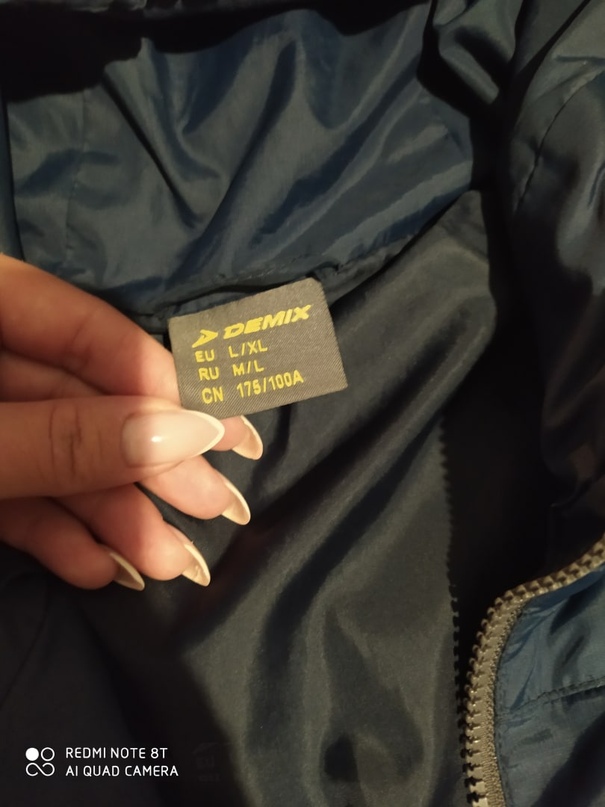 DEMIX
EU L/XL
RU M/L
CN 175/100A
REDMI NOTE 8T
AI QUAD CAMERA